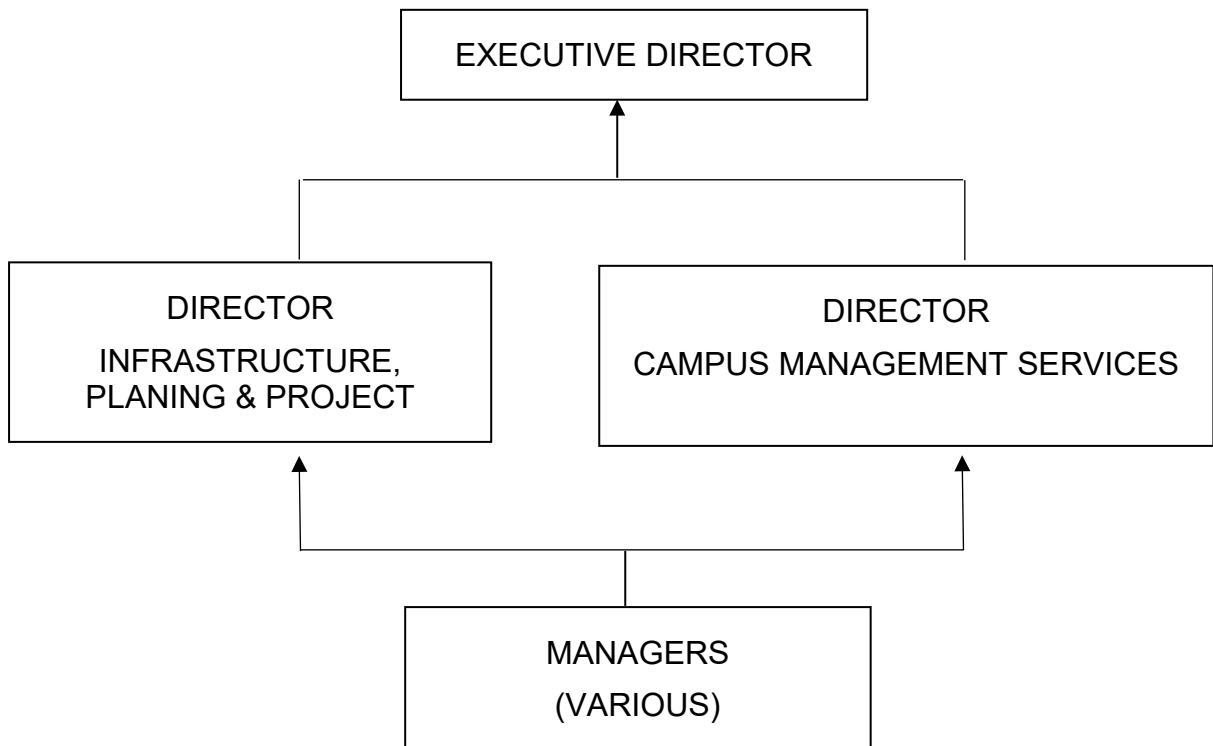 EXECUTIVE DIRECTOR
DIRECTOR
INFRASTRUCTURE,
PLANING & PROJECT
DIRECTOR
CAMPUS MANAGEMENT SERVICES
MANAGERS
(VARIOUS)